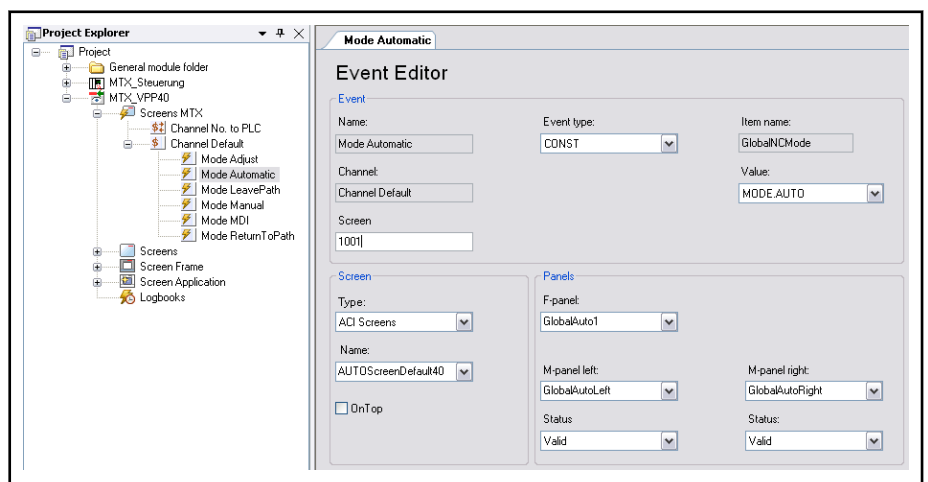 Project Explorer
Project
General module folder
MTX_Steuerung
MTX_VPP40
Screens MTX
Channel No. to PLC
Channel Default
Mode Adjust
Mode Automatic
Mode LeavePath
Mode Manual
Mode MDI
Mode ReturnToPath
Screens
Screen Frame
Screen Application
Logbooks
Mode Automatic
Event Editor
Event
Name: Event type: Item name:
Mode Automatic CONST GlobalNCMode
Channel: Value:
Channel Default MODE.AUTO
Screen
1001
Screen
Type:
ACI Screens
Name:
AUTOScreenDefault40
OnTop
Panels
F-panel:
GlobalAuto1
M-panel left: M-panel right:
GlobalAutoLeft GlobalAutoRight
Status Status:
Valid Valid